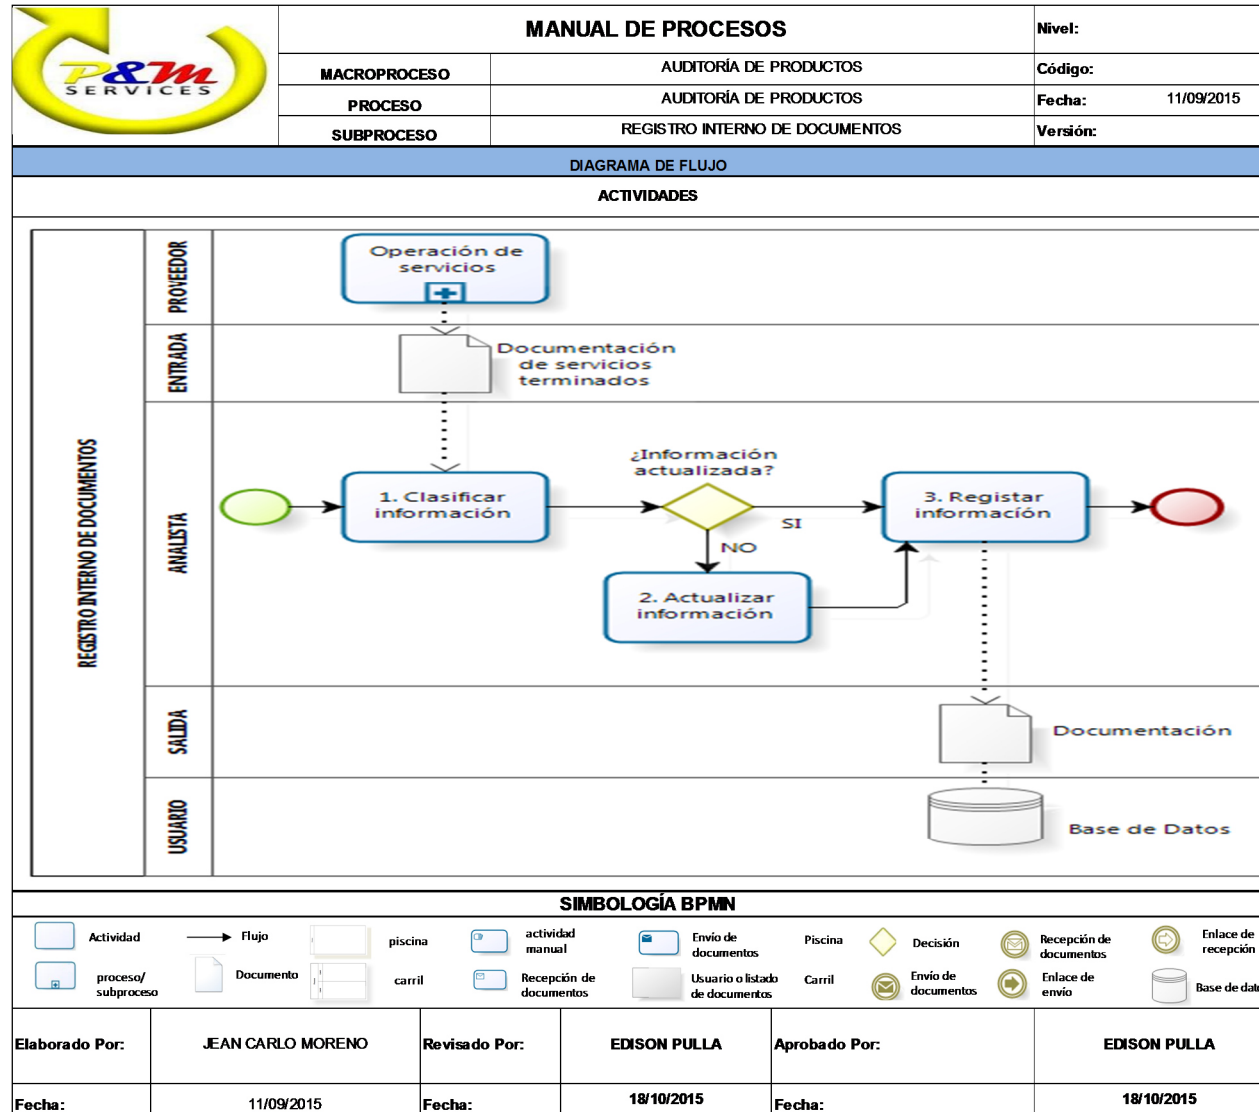 P&M
SERVICES
MANUAL DE PROCESOS
Nivel:
MACROPROCESO
AUDITORÍA DE PRODUCTOS
Código:
PROCESO
AUDITORÍA DE PRODUCTOS
Fecha:
11/09/2015
SUBPROCESO
REGISTRO INTERNO DE DOCUMENTOS
Versión:
DIAGRAMA DE FLUJO
ACTIVIDADES
REGISTRO INTERNO DE DOCUMENTOS
PROVEEDOR
Operación de
servicios
ENTRADA
Documentación
de servicios
terminados
ANALISTA
1. Clasificar
información
¿Información
actualizada?
SI
NO
2. Actualizar
información
3. Registar
información
SALIDA
Documentación
USUARIO
Base de Datos
SIMBOLOGÍA BPMN
Actividad
Flujo
piscina
actividad
manual
Envío de
documentos
Piscina
Decisión
Recepción de
documentos
Enlace de
recepción
proceso/
subproceso
Documento
carril
Recepción de
documentos
Usuario o listado
de documentos
Carril
Envío de
documentos
Enlace de
envío
Base de dat
Elaborado Por:
JEAN CARLO MORENO
Revisado Por:
EDISON PULLA
Aprobado Por:
EDISON PULLA
Fecha:
11/09/2015
Fecha:
18/10/2015
Fecha:
18/10/2015